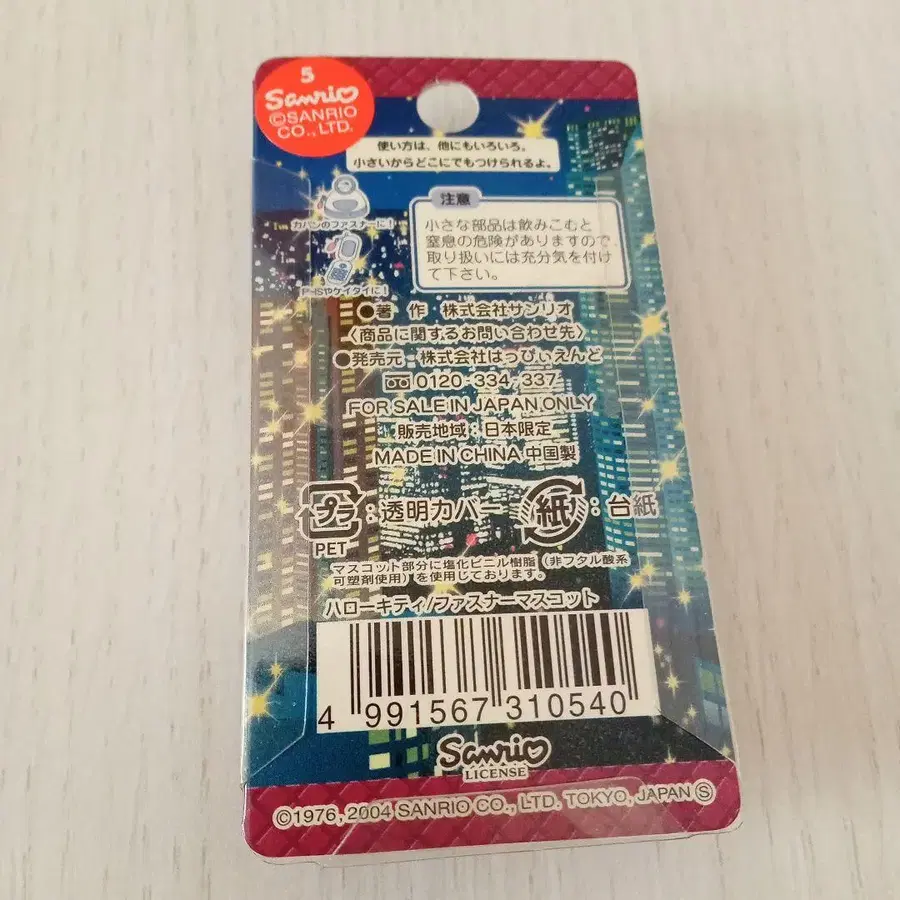 5
Sanrio
©SANRIO
CO., LTD.
使い方は、他にもいろいろ。
小さいからどこにでもつけられるよ。
カバンのファスナーに!
P-ISやケイタイに!
注意
小さな部品は飲みこむと
窒息の危険がありますので、
取り扱いには充分気を付け
て下さい。
●著 作 株式会社サンリオ
〈商品に関するお問い合わせ先〉
●発売元 株式会社はっぴぃえんど
0120-334-337
FOR SALE IN JAPAN ONLY
販売地域:日本限定
MADE IN CHINA 中国製
プラ:透明カバー 紙:台紙
PET
マスコット部分に塩化ビニル樹脂(非フタル酸系
可塑剤使用)を使用しております。
ハローキティ/ファスナーマスコット
4 991567 310540
Sanrio
LICENSE
©1976, 2004 SANRIO CO., LTD. TOKYO, JAPAN Ⓢ